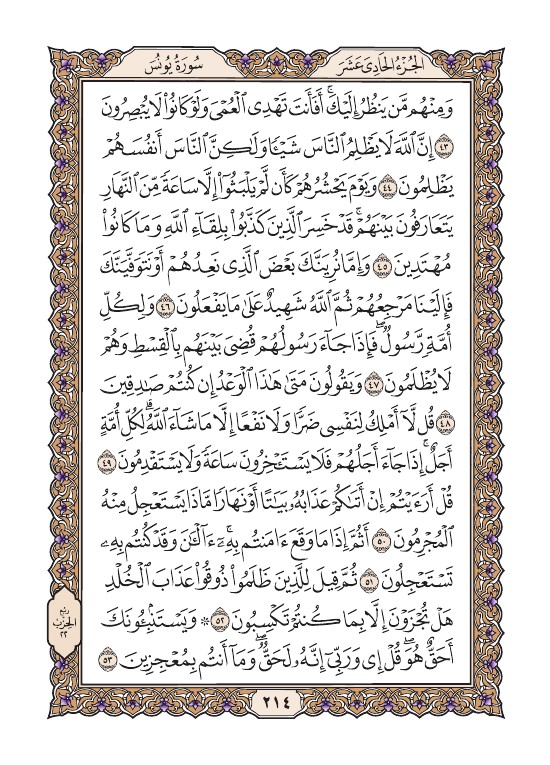 الجُزْءُ الحَادِي عَشَرَ
سُورَةُ يُونُسَ
وَمِنْهُم مَّن يَنظُرُ إِلَيْكَۚ أَفَأَنتَ تَهْدِي ٱلْعُمْيَ وَلَوْ كَانُوا۟ لَا يُبْصِرُونَ
٤٣ إِنَّ ٱللَّهَ لَا يَظْلِمُ ٱلنَّاسَ شَيْـًٔا وَلَـٰكِنَّ ٱلنَّاسَ أَنفُسَهُمْ
يَظْلِمُونَ ٤٤ وَيَوْمَ يَحْشُرُهُمْ كَأَن لَّمْ يَلْبَثُوٓا۟ إِلَّا سَاعَةً مِّنَ ٱلنَّهَارِ
يَتَعَارَفُونَ بَيْنَهُمْۚ قَدْ خَسِرَ ٱلَّذِينَ كَذَّبُوا۟ بِلِقَآءِ ٱللَّهِ وَمَا كَانُوا۟
مُهْتَدِينَ ٤٥ وَإِمَّا نُرِيَنَّكَ بَعْضَ ٱلَّذِي نَعِدُهُمْ أَوْ نَتَوَفَّيَنَّكَ
فَإِلَيْنَا مَرْجِعُهُمْ ثُمَّ ٱللَّهُ شَهِيدٌ عَلَىٰ مَا يَفْعَلُونَ ٤٦ وَلِكُلِّ
أُمَّةٍ رَّسُولٌۖ فَإِذَا جَآءَ رَسُولُهُمْ قُضِيَ بَيْنَهُم بِٱلْقِسْطِ وَهُمْ
لَا يُظْلَمُونَ ٤٧ وَيَقُولُونَ مَتَىٰ هَـٰذَا ٱلْوَعْدُ إِن كُنتُمْ صَـٰدِقِينَ
٤٨ قُل لَّآ أَمْلِكُ لِنَفْسِي ضَرًّا وَلَا نَفْعًا إِلَّا مَا شَآءَ ٱللَّهُۗ لِكُلِّ أُمَّةٍ
أَجَلٌۚ إِذَا جَآءَ أَجَلُهُمْ فَلَا يَسْتَـْٔخِرُونَ سَاعَةً وَلَا يَسْتَقْدِمُونَ ٤٩
قُلْ أَرَءَيْتُمْ إِنْ أَتَىٰكُمْ عَذَابُهُۥ بَيَـٰتًا أَوْ نَهَارًا مَّاذَا يَسْتَعْجِلُ مِنْهُ
ٱلْمُجْرِمُونَ ٥٠ أَثُمَّ إِذَا مَا وَقَعَ ءَامَنتُم بِهِۦٓۚ ءَآلْـَٔـٰنَ وَقَدْ كُنتُم بِهِۦ
تَسْتَعْجِلُونَ ٥١ ثُمَّ قِيلَ لِلَّذِينَ ظَلَمُوا۟ ذُوقُوا۟ عَذَابَ ٱلْخُلْدِ
هَلْ تُجْزَوْنَ إِلَّا بِمَا كُنتُمْ تَكْسِبُونَ ٥٢ ۞ وَيَسْتَنۢبِـُٔونَكَ
أَحَقٌّ هُوَۖ قُلْ إِي وَرَبِّيٓ إِنَّهُۥ لَحَقٌّۖ وَمَآ أَنتُم بِمُعْجِزِينَ ٥٣
رُبْع
الحِزْب
٢٢
٢١٤